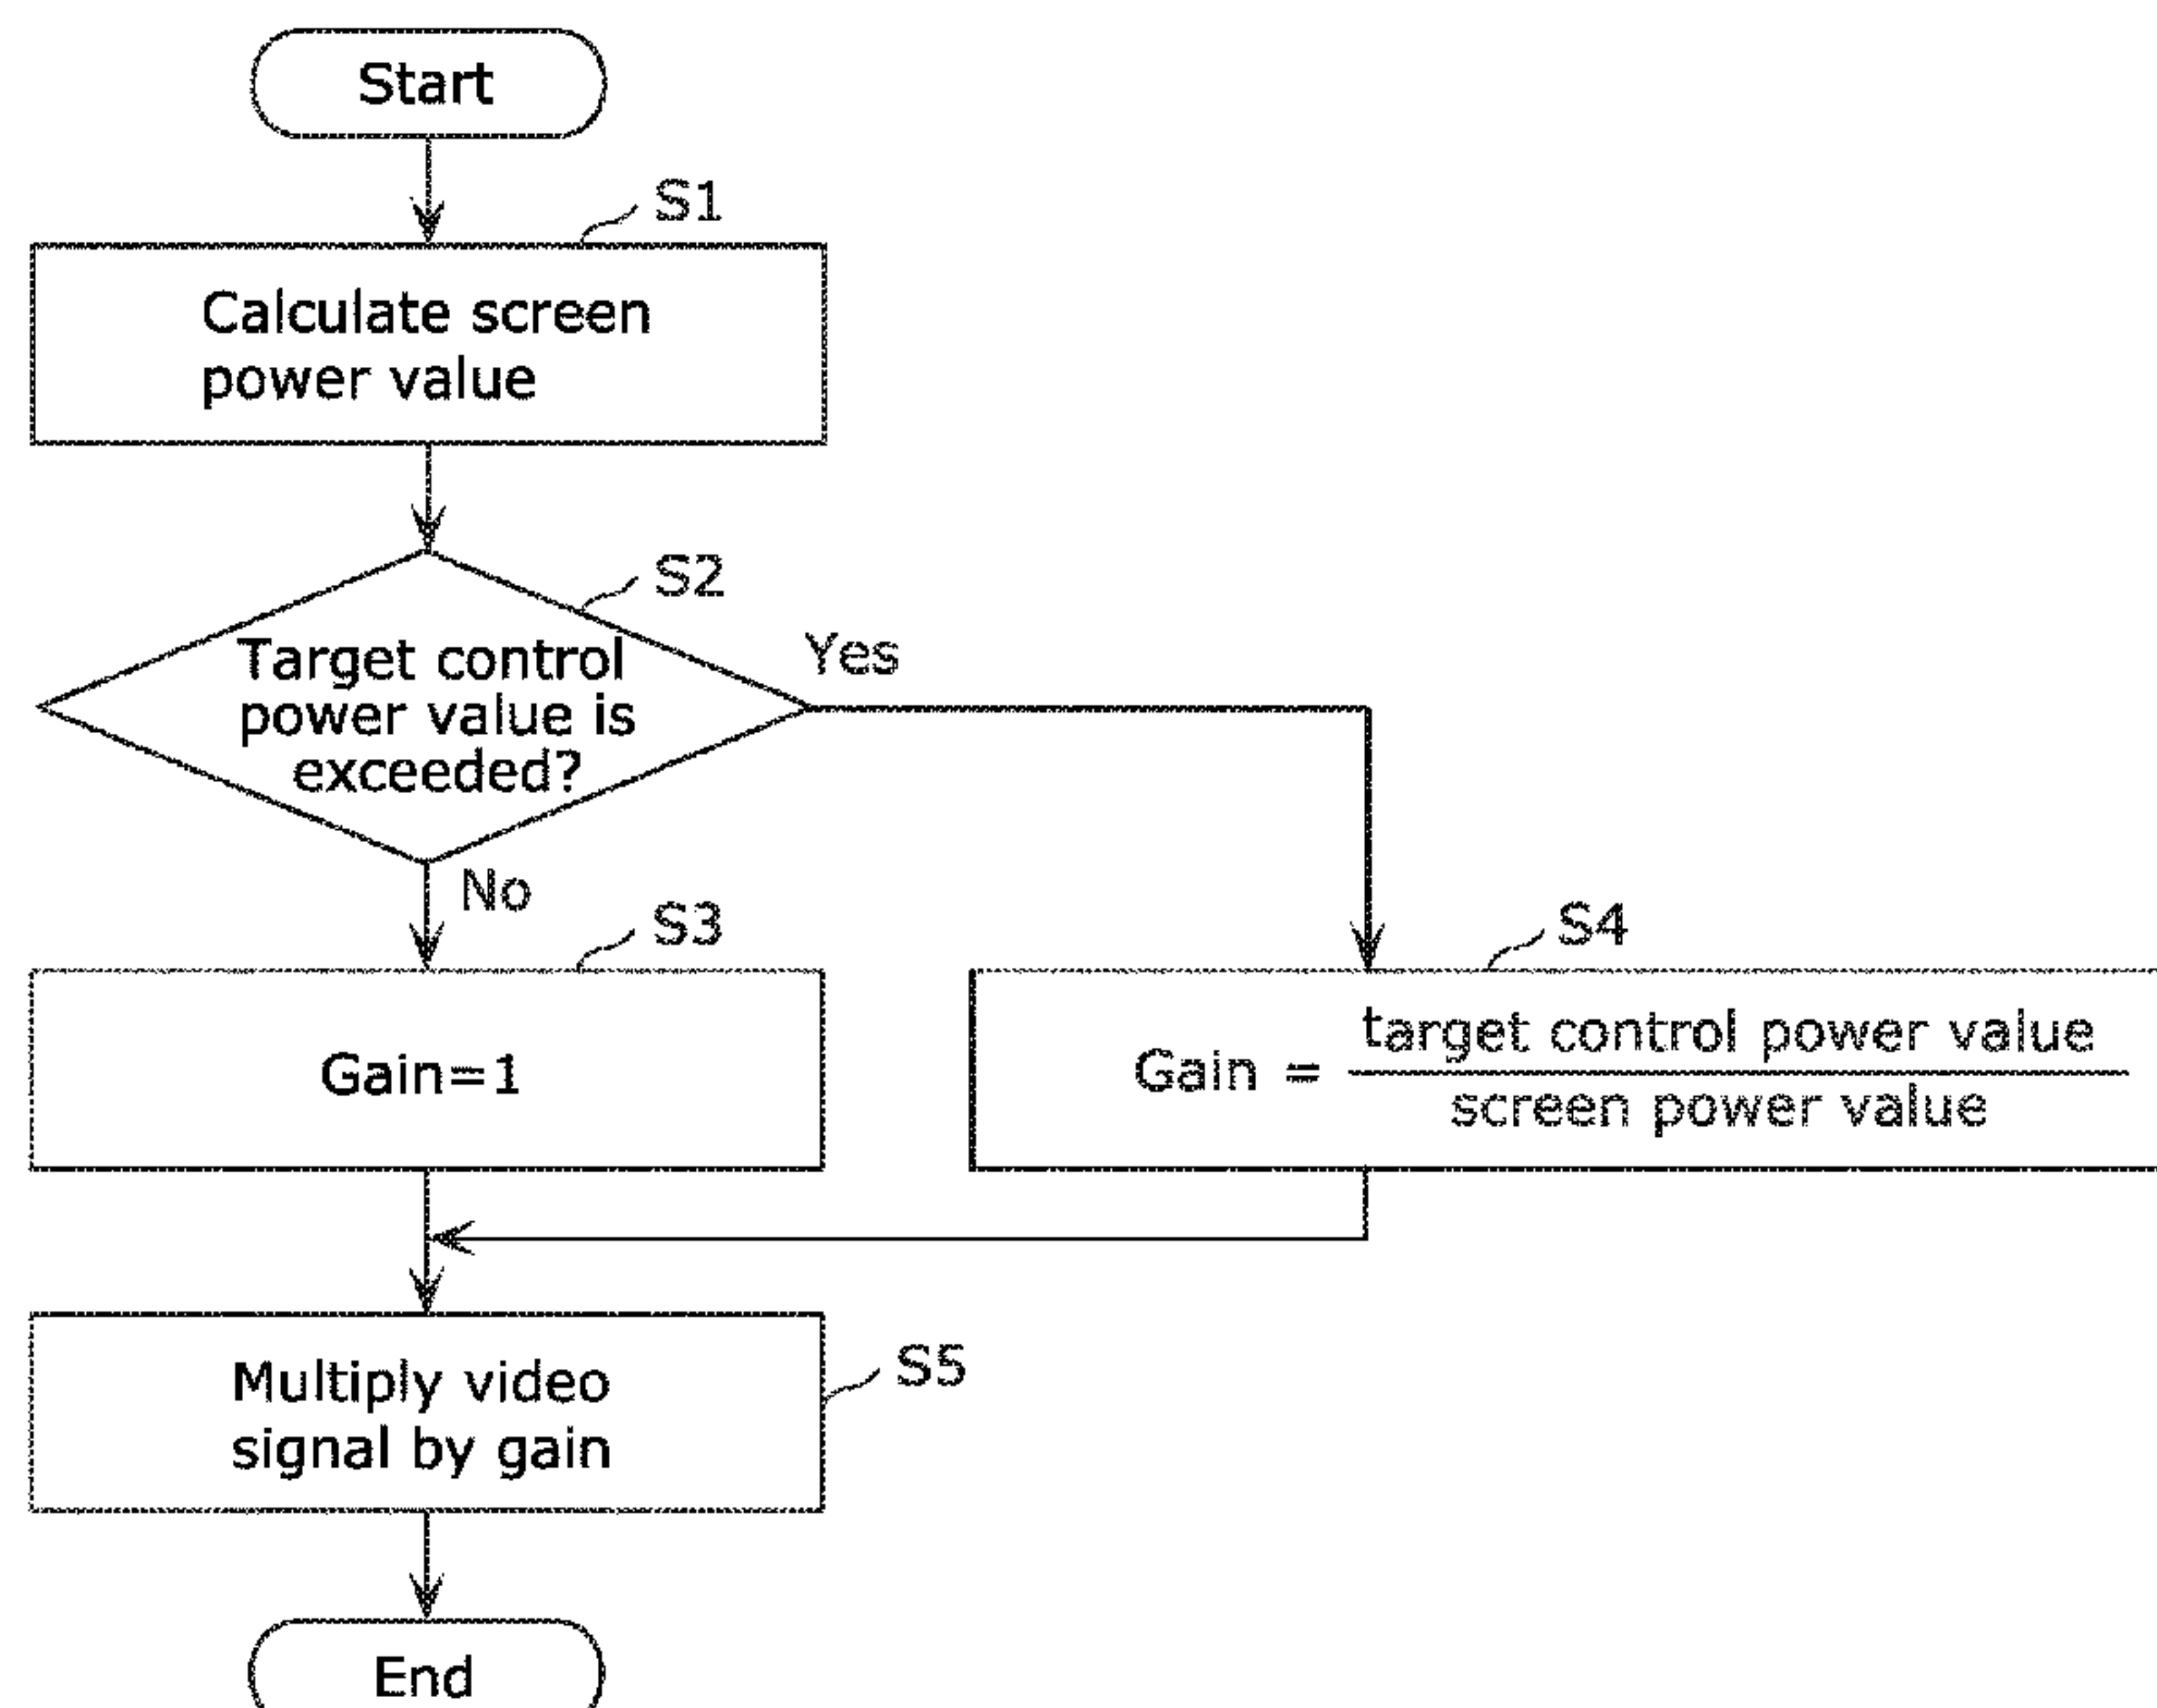 Start
S1
Calculate screen
power value
S2
Target control
power value is
exceeded?
Yes
No
S3
Gain=1
S4
target control power value
Gain =
screen power value
Multiply video
signal by gain
S5
End